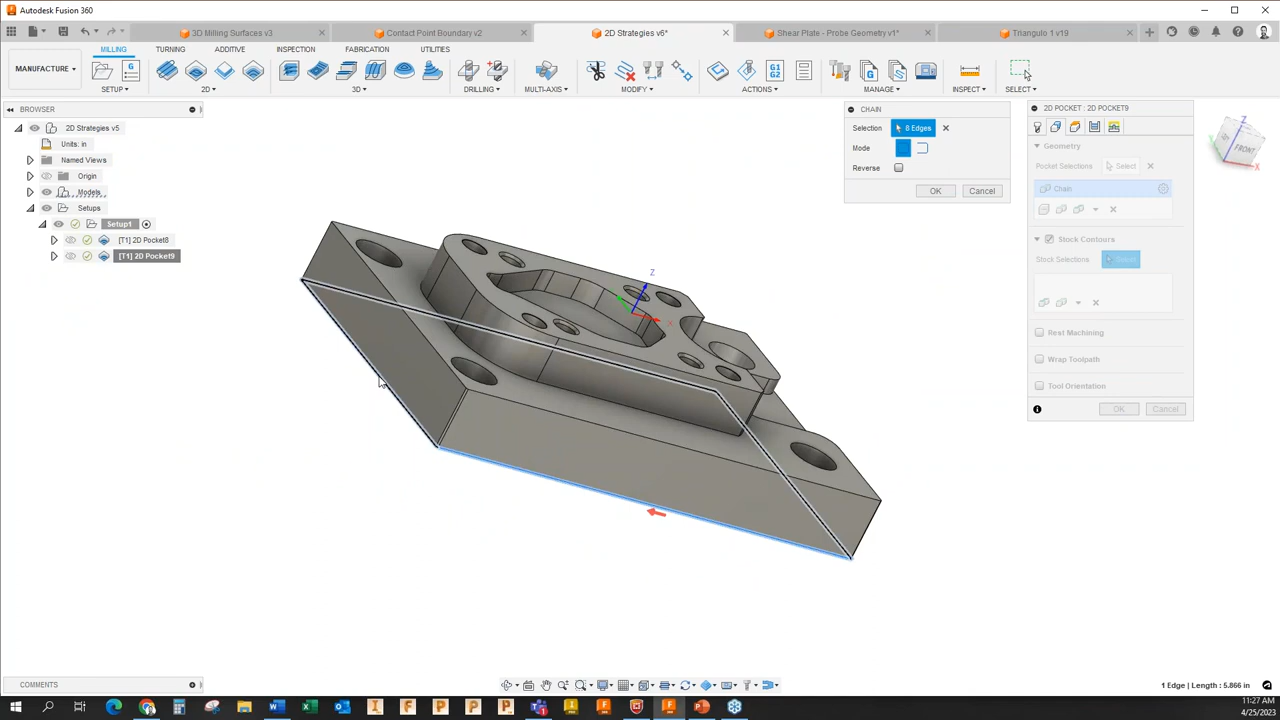 Autodesk Fusion 360
3D Milling Surfaces v3
Contact Point Boundary v2
2D Strategies v6*
Shear Plate - Probe Geometry v1*
Triangulo 1 v19
MILLING
TURNING
ADDITIVE
INSPECTION
FABRICATION
UTILITIES
MANUFACTURE
SETUP
2D
3D
DRILLING
MULTI-AXIS
MODIFY
ACTIONS
MANAGE
INSPECT
SELECT
BROWSER
2D Strategies v5
Units: in
Named Views
Origin
Models
Setups
Setup1
[T1] 2D Pocket8
[T1] 2D Pocket9
CHAIN
Selection
8 Edges
Mode
Reverse
OK
Cancel
2D POCKET : 2D POCKET9
Geometry
Pocket Selections
Select
Chain
Stock Contours
Stock Selections
Select
Rest Machining
Wrap Toolpath
Tool Orientation
OK
Cancel
Z
FRONT
X
Z
X
COMMENTS
1 Edge | Length : 5.866 in
11:27 AM
4/25/2023